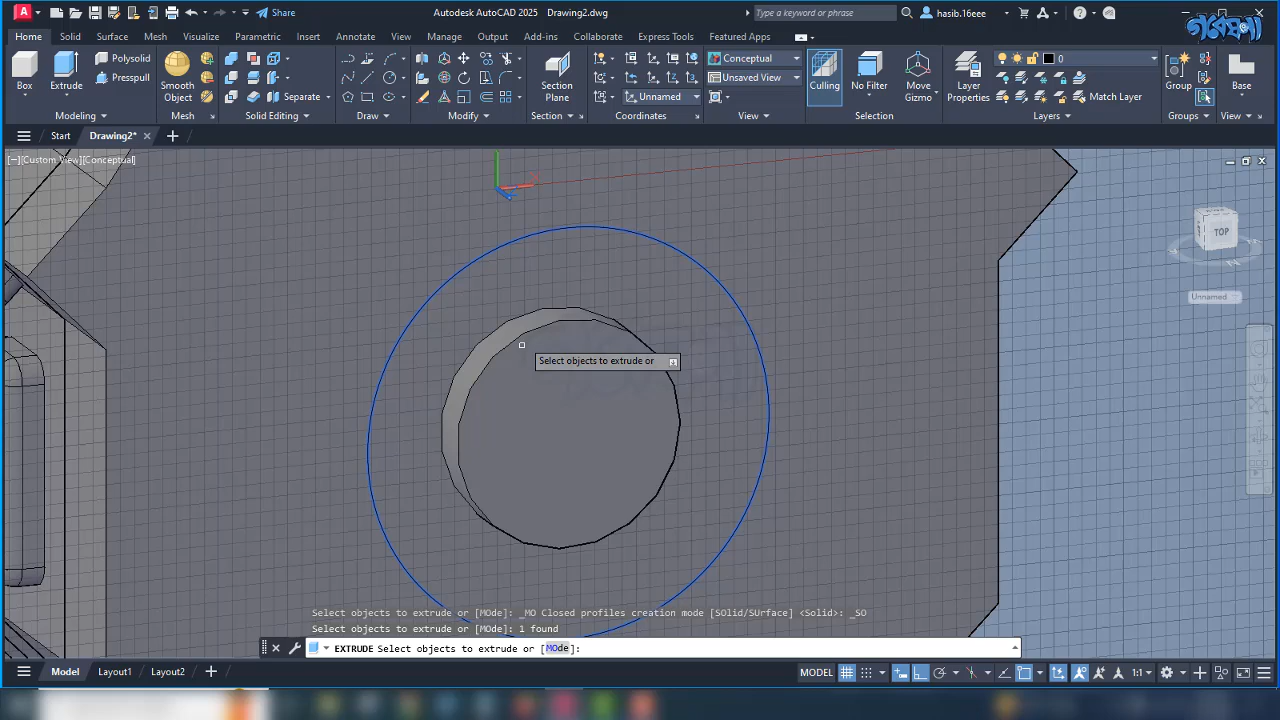 Share
Autodesk AutoCAD 2025 Drawing2.dwg
Type a keyword or phrase
hasib.16eee
Home Solid Surface Mesh Visualize Parametric Insert Annotate View Manage Output Add-ins Collaborate Express Tools Featured Apps
গবেষণা
Box
Extrude
Polysolid
Presspull
Smooth
Object
Separate
Section
Plane
Unnamed
Conceptual
Unsaved View
Culling
No Filter
Move
Gizmo
Layer
Properties
0
Match Layer
Group
Base
Modeling Mesh Solid Editing Draw Modify Section Coordinates View Selection Layers Groups View
Start Drawing2*
[−][Custom View][Conceptual]
X
TOP
Unnamed
Select objects to extrude or
Select objects to extrude or [MOde]: _MO Closed profiles creation mode [SOlid/SUrface] <Solid>: _SO
Select objects to extrude or [MOde]: 1 found
EXTRUDE Select objects to extrude or [MOde]:
Model Layout1 Layout2
MODEL 1:1